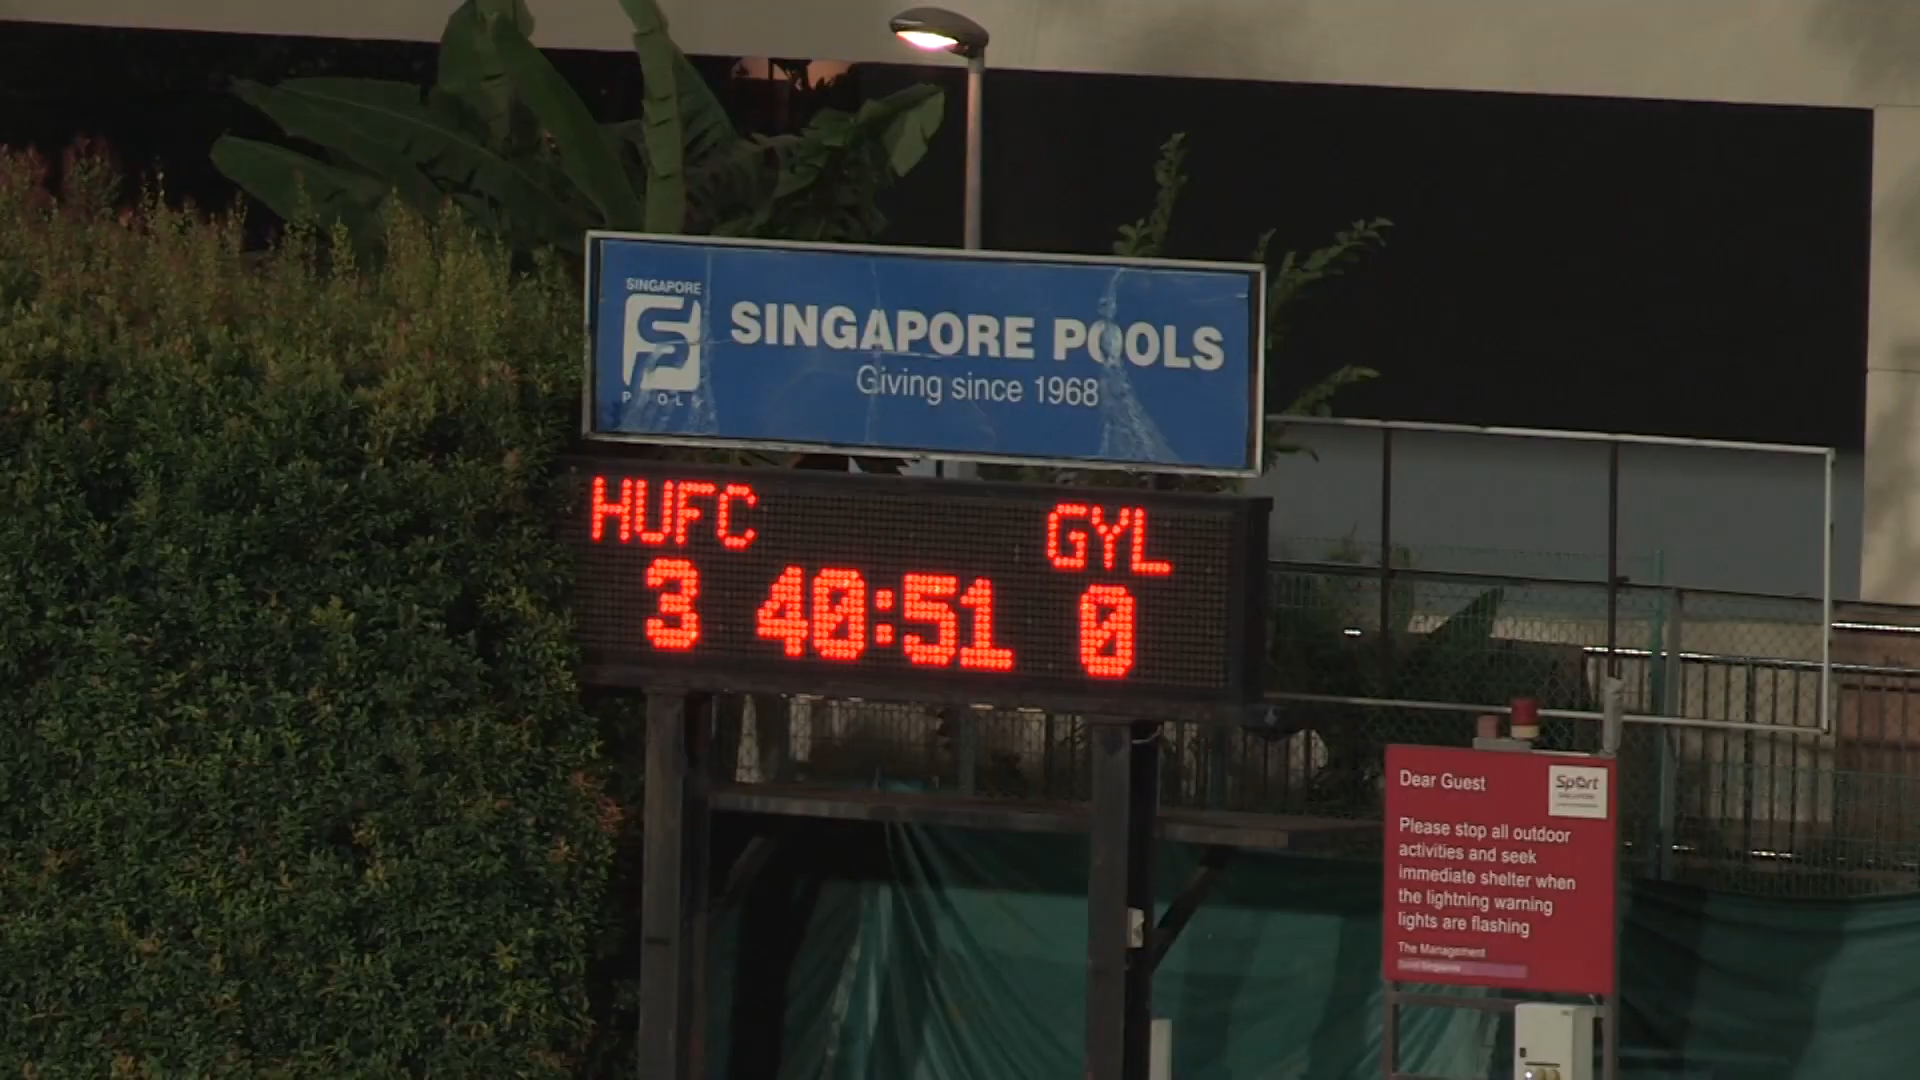 SINGAPORE
POOLS
SINGAPORE POOLS
Giving since 1968
HUFC GYL
3 40:51 0
Dear Guest
Sport
Please stop all outdoor
activities and seek
immediate shelter when
the lightning warning
lights are flashing
The Management